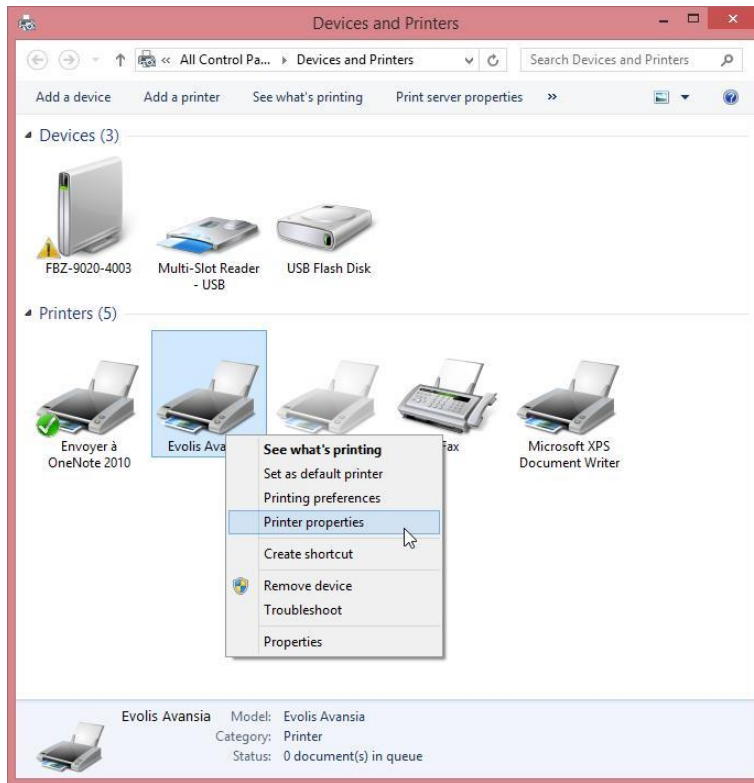 Devices and Printers
« All Control Pa... ▸ Devices and Printers
Search Devices and Printers
Add a device Add a printer See what's printing Print server properties »
Devices (3)
FBZ-9020-4003
Multi-Slot Reader
- USB
USB Flash Disk
Printers (5)
Envoyer à
OneNote 2010
Evolis Ava
Fax
Microsoft XPS
Document Writer
See what's printing
Set as default printer
Printing preferences
Printer properties
Create shortcut
Remove device
Troubleshoot
Properties
Evolis Avansia Model: Evolis Avansia
Category: Printer
Status: 0 document(s) in queue